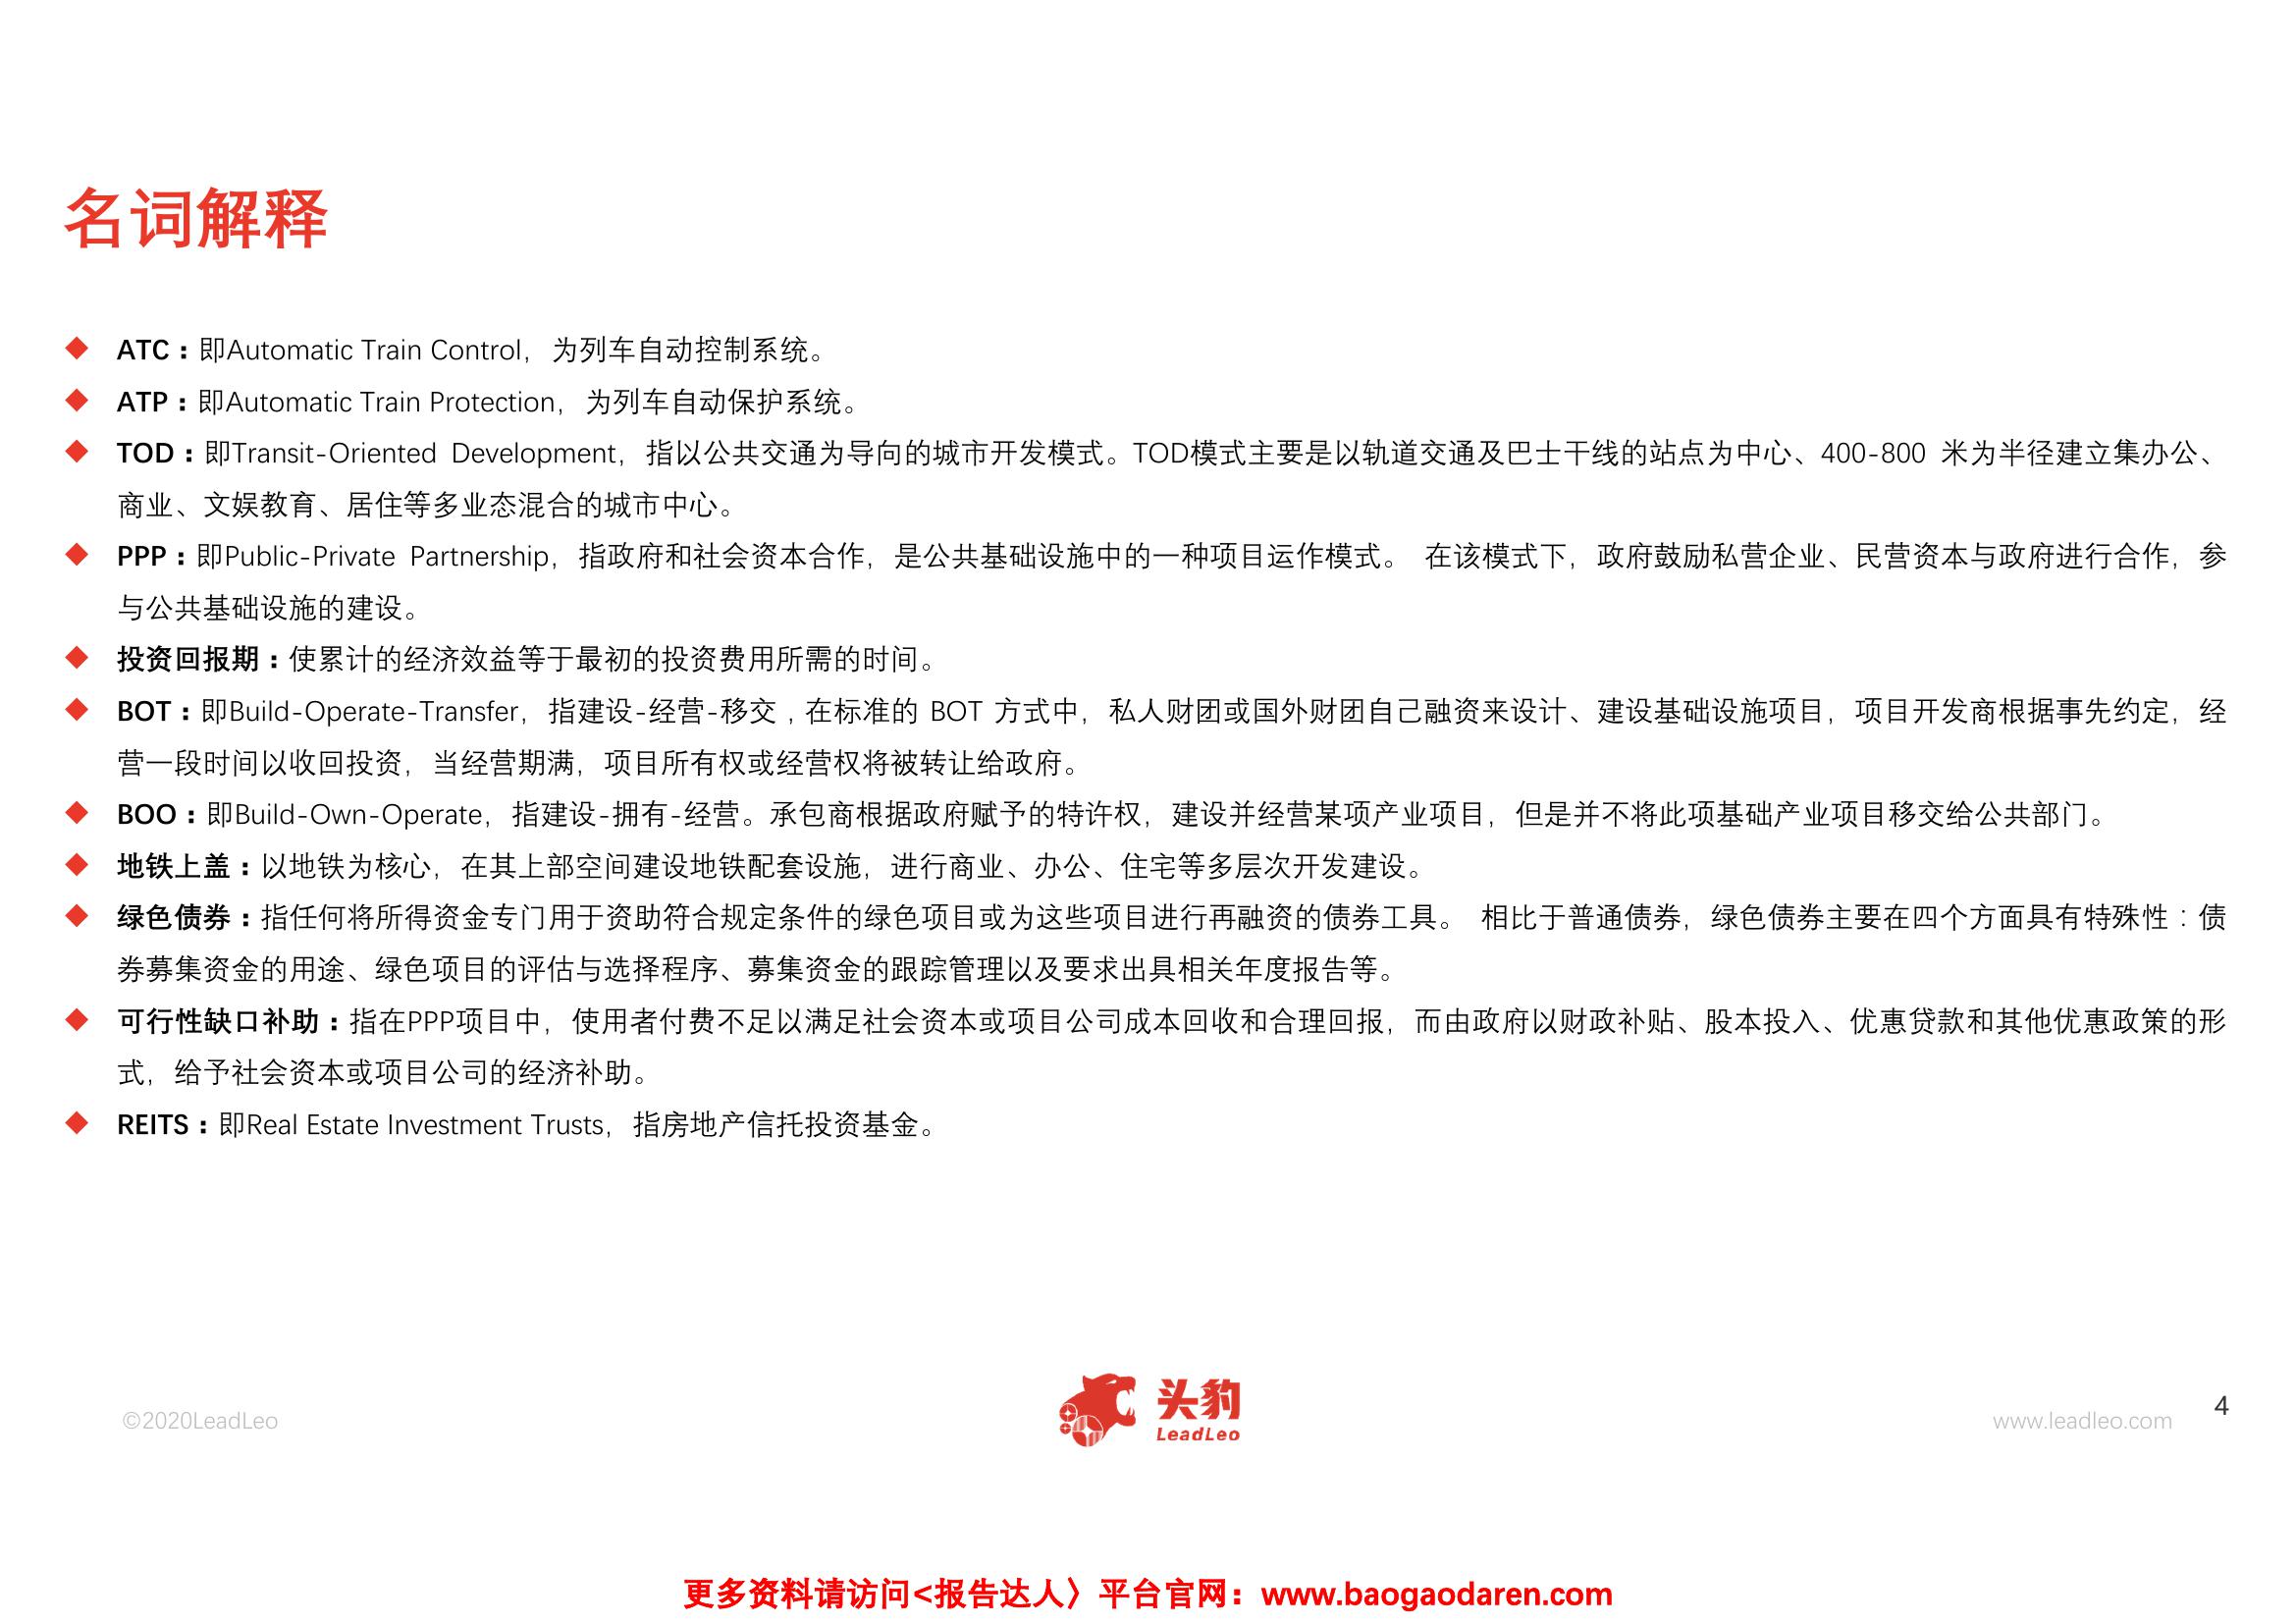 名词解释
ATC：即Automatic Train Control，为列车自动控制系统。
ATP：即Automatic Train Protection，为列车自动保护系统。
TOD：即Transit-Oriented Development，指以公共交通为导向的城市开发模式。TOD模式主要是以轨道交通及巴士干线的站点为中心、400-800 米为半径建立集办公、
商业、文娱教育、居住等多业态混合的城市中心。
PPP：即Public-Private Partnership，指政府和社会资本合作，是公共基础设施中的一种项目运作模式。 在该模式下，政府鼓励私营企业、民营资本与政府进行合作，参
与公共基础设施的建设。
投资回报期：使累计的经济效益等于最初的投资费用所需的时间。
BOT：即Build-Operate-Transfer，指建设-经营-移交 , 在标准的 BOT 方式中，私人财团或国外财团自己融资来设计、建设基础设施项目，项目开发商根据事先约定，经
营一段时间以收回投资，当经营期满，项目所有权或经营权将被转让给政府。
BOO：即Build-Own-Operate，指建设-拥有-经营。承包商根据政府赋予的特许权，建设并经营某项产业项目，但是并不将此项基础产业项目移交给公共部门。
地铁上盖：以地铁为核心，在其上部空间建设地铁配套设施，进行商业、办公、住宅等多层次开发建设。
绿色债券：指任何将所得资金专门用于资助符合规定条件的绿色项目或为这些项目进行再融资的债券工具。 相比于普通债券，绿色债券主要在四个方面具有特殊性：债
券募集资金的用途、绿色项目的评估与选择程序、募集资金的跟踪管理以及要求出具相关年度报告等。
可行性缺口补助：指在PPP项目中，使用者付费不足以满足社会资本或项目公司成本回收和合理回报，而由政府以财政补贴、股本投入、优惠贷款和其他优惠政策的形
式，给予社会资本或项目公司的经济补助。
REITS：即Real Estate Investment Trusts，指房地产信托投资基金。
©2020LeadLeo
头豹
LeadLeo
www.leadleo.com
4
更多资料请访问<报告达人〉平台官网：www.baogaodaren.com